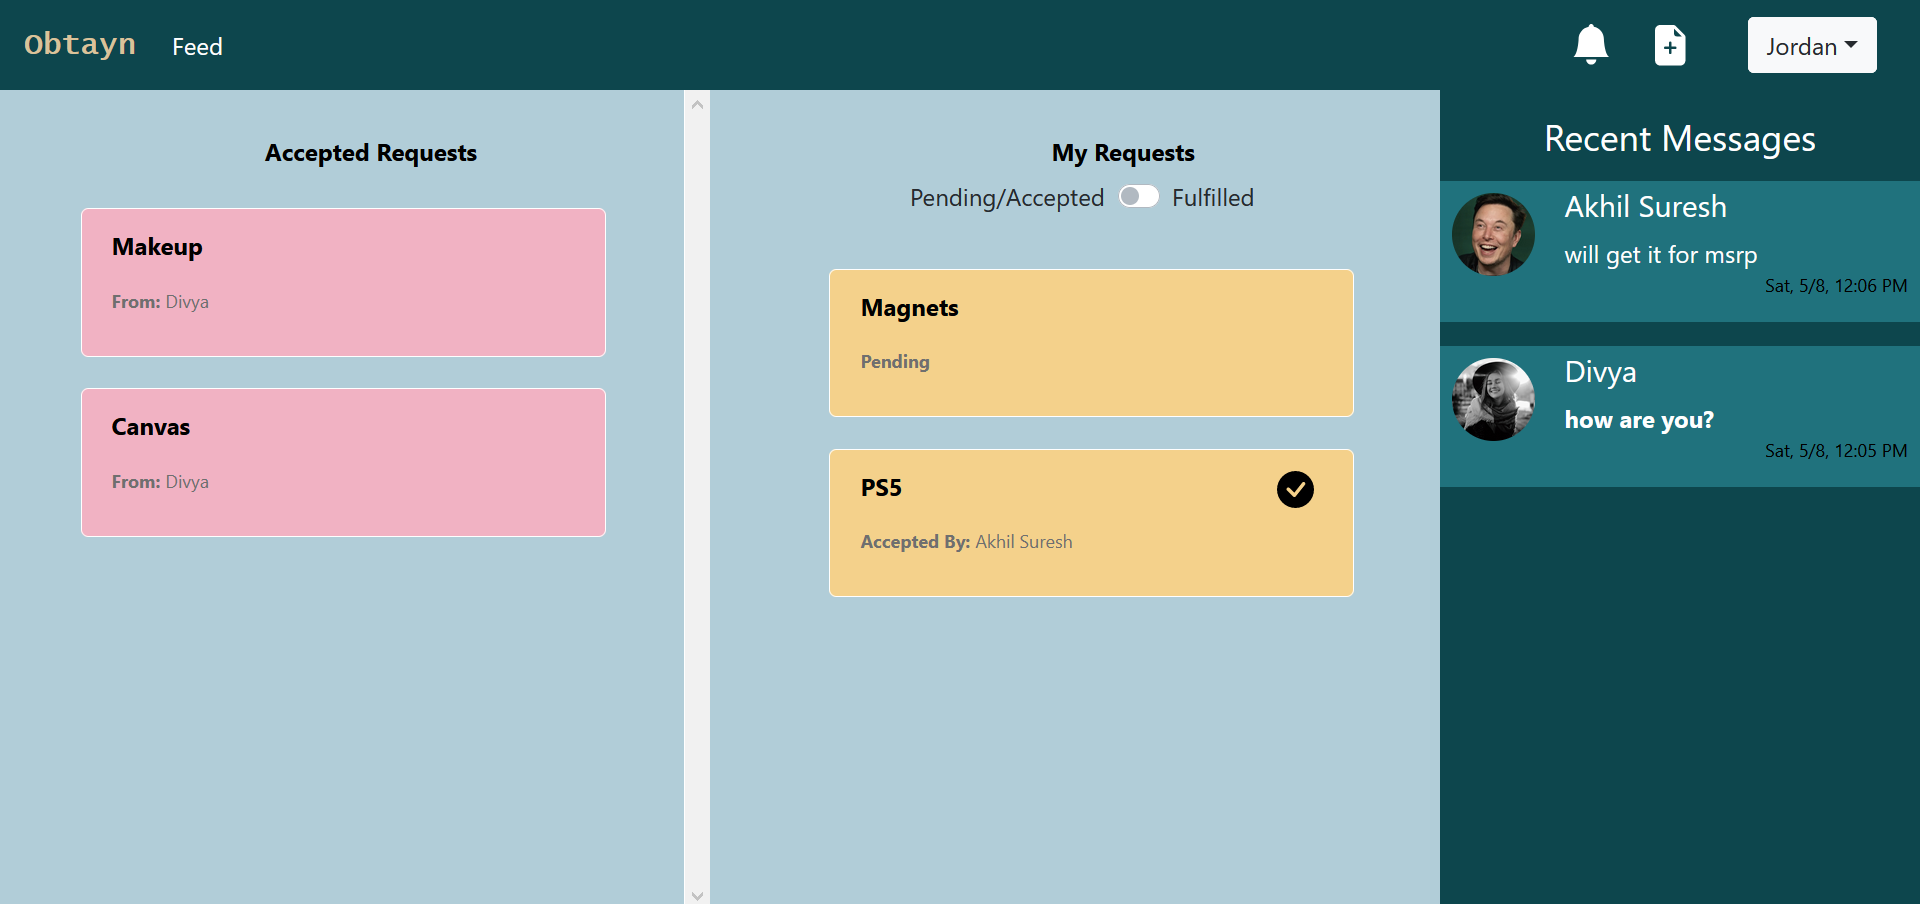 Obtayn
Feed
Jordan
Accepted Requests
Makeup
From: Divya
Canvas
From: Divya
My Requests
Pending/Accepted Fulfilled
Magnets
Pending
PS5
Accepted By: Akhil Suresh
Recent Messages
Akhil Suresh
will get it for msrp
Sat, 5/8, 12:06 PM
Divya
how are you?
Sat, 5/8, 12:05 PM